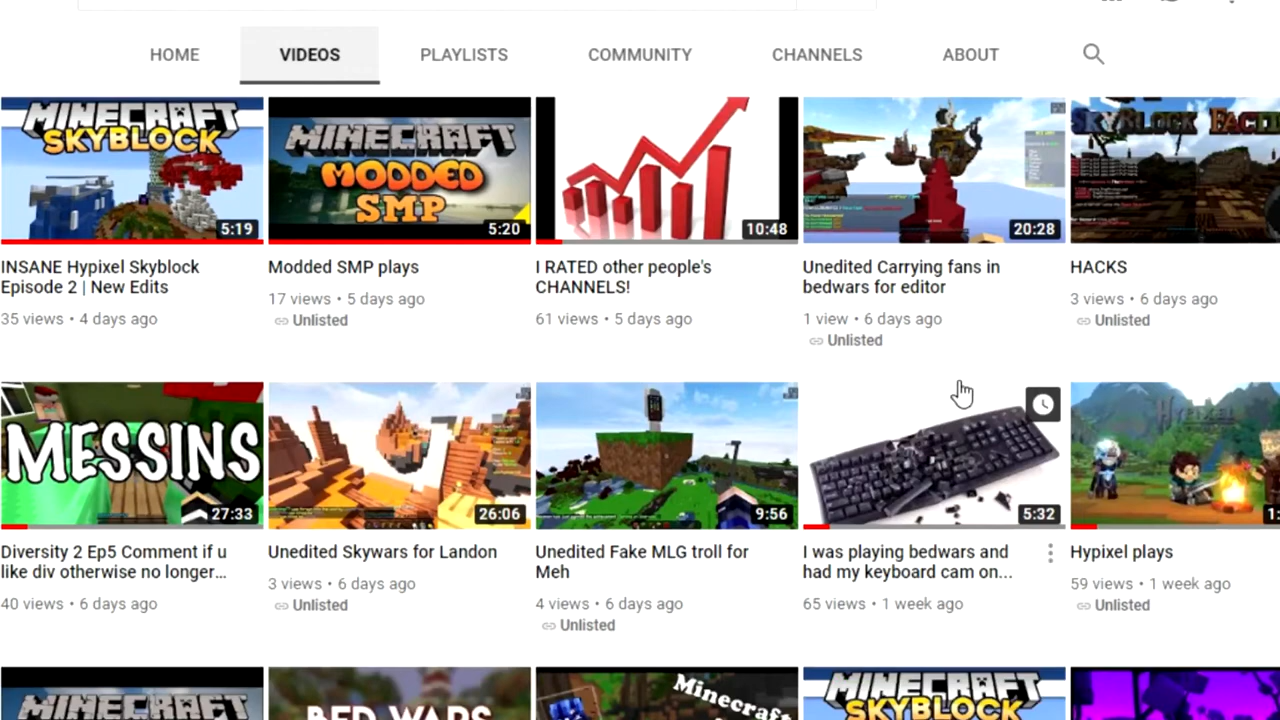 HOME
VIDEOS
PLAYLISTS
COMMUNITY
CHANNELS
ABOUT
MINECRAFT
SKYBLOCK
5:19
MINECRAFT
MODDED
SMP
5:20
10:48
20:28
SKYBLOCK
INSANE Hypixel Skyblock
Episode 2 | New Edits
35 views • 4 days ago
Modded SMP plays
17 views • 5 days ago
Unlisted
I RATED other people's
CHANNELS!
61 views • 5 days ago
Unedited Carrying fans in
bedwars for editor
1 view • 6 days ago
Unlisted
HACKS
3 views • 6 days ago
Unlisted
MESSINS
27:33
26:06
9:56
5:32
HYPIXEL
Diversity 2 Ep5 Comment if u
like div otherwise no longer...
40 views • 6 days ago
Unedited Skywars for Landon
3 views • 6 days ago
Unlisted
Unedited Fake MLG troll for
Meh
4 views • 6 days ago
Unlisted
I was playing bedwars and
had my keyboard cam on...
65 views • 1 week ago
Hypixel plays
59 views • 1 week ago
Unlisted
MINECRAFT
BED WARS
Minecraft
MINECRAFT
SKYBLOCK